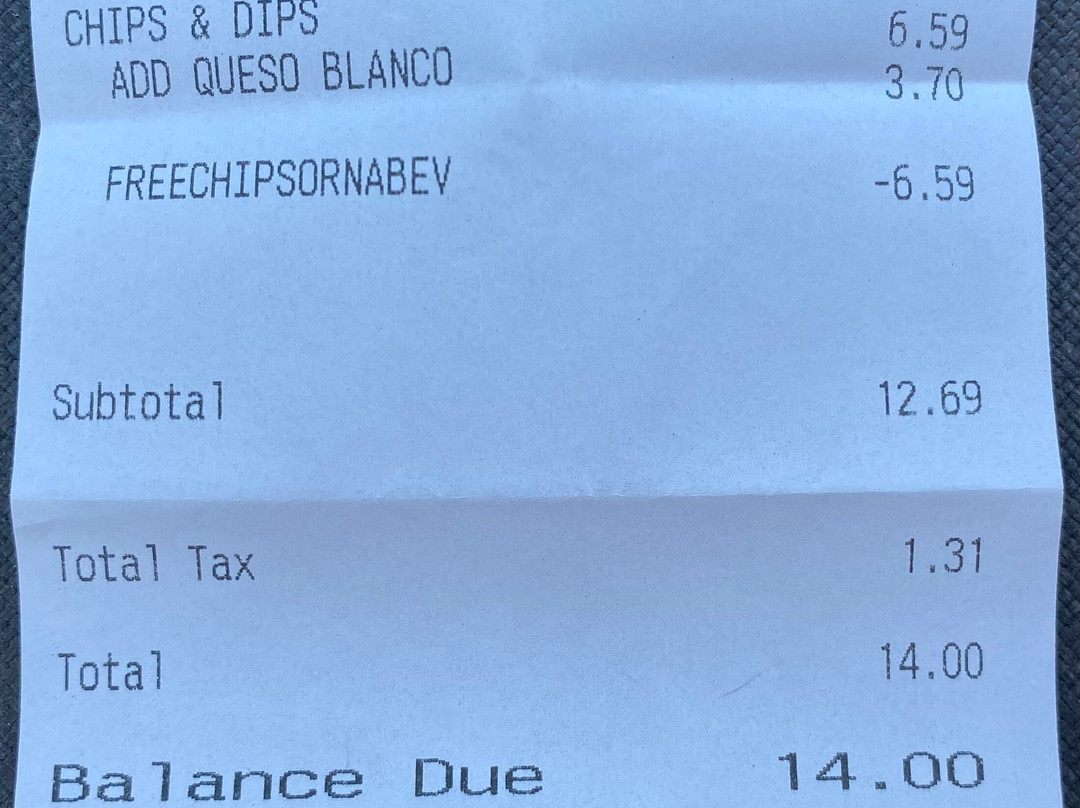 CHIPS & DIPS 6.59
ADD QUESO BLANCO 3.70
FREECHIPSORNABEV -6.59
Subtotal 12.69
Total Tax 1.31
Total 14.00
Balance Due 14.00